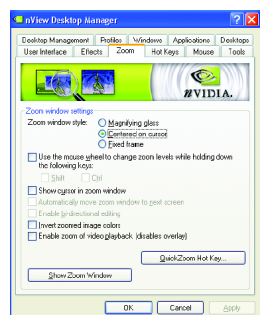 nView Desktop Manager
Desktop Management Profiles Windows Applications Desktops
User Interface Effects Zoom Hot Keys Mouse Tools
NVIDIA.
Zoom window settings
Zoom window style: Magnifying glass
Centered on cursor
Fixed frame
Use the mouse wheel to change zoom levels while holding down
the following keys:
Shift Ctrl
Show cursor in zoom window
Automatically move zoom window to next screen
Enable bi-directional editing
Invert zoomed image colors
Enable zoom of video playback (disables overlay)
QuickZoom Hot Key...
Show Zoom Window
OK Cancel Apply